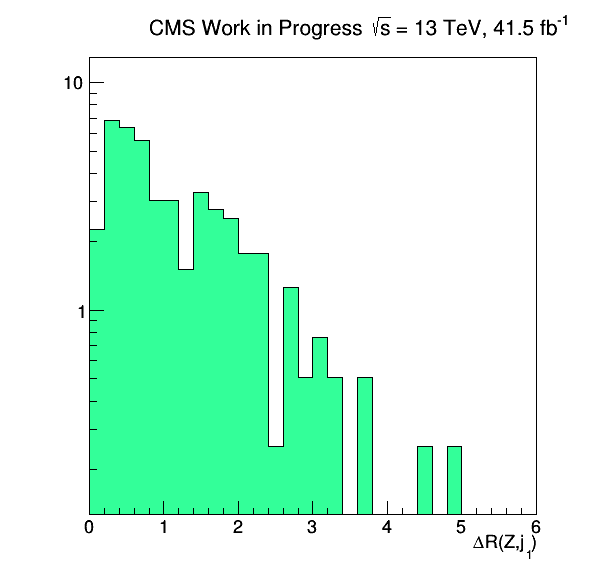 CMS Work in Progress √s = 13 TeV, 41.5 fb⁻¹
10
1
0 1 2 3 4 5 6
ΔR(Z,j₁)